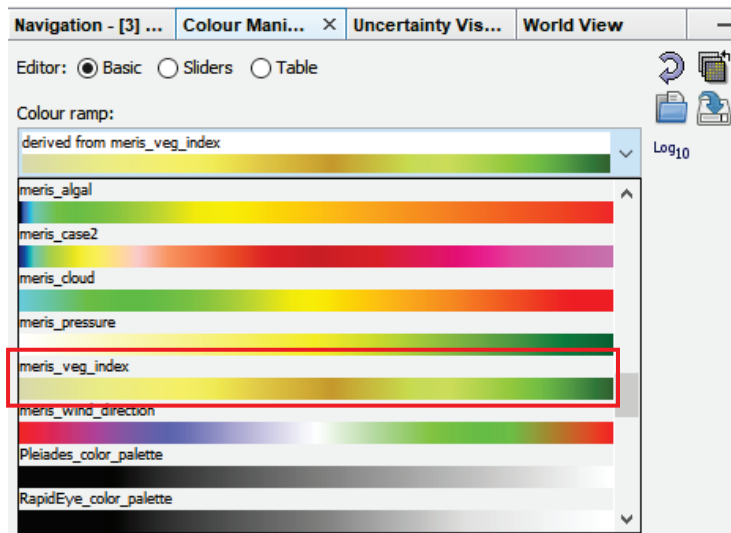 Navigation - [3] ... Colour Mani... × Uncertainty Vis... World View
Editor: Basic Sliders Table
Colour ramp:
derived from meris_veg_index
Log10
meris_algal
meris_case2
meris_cloud
meris_pressure
meris_veg_index
meris_wind_direction
Pleiades_color_palette
RapidEye_color_palette